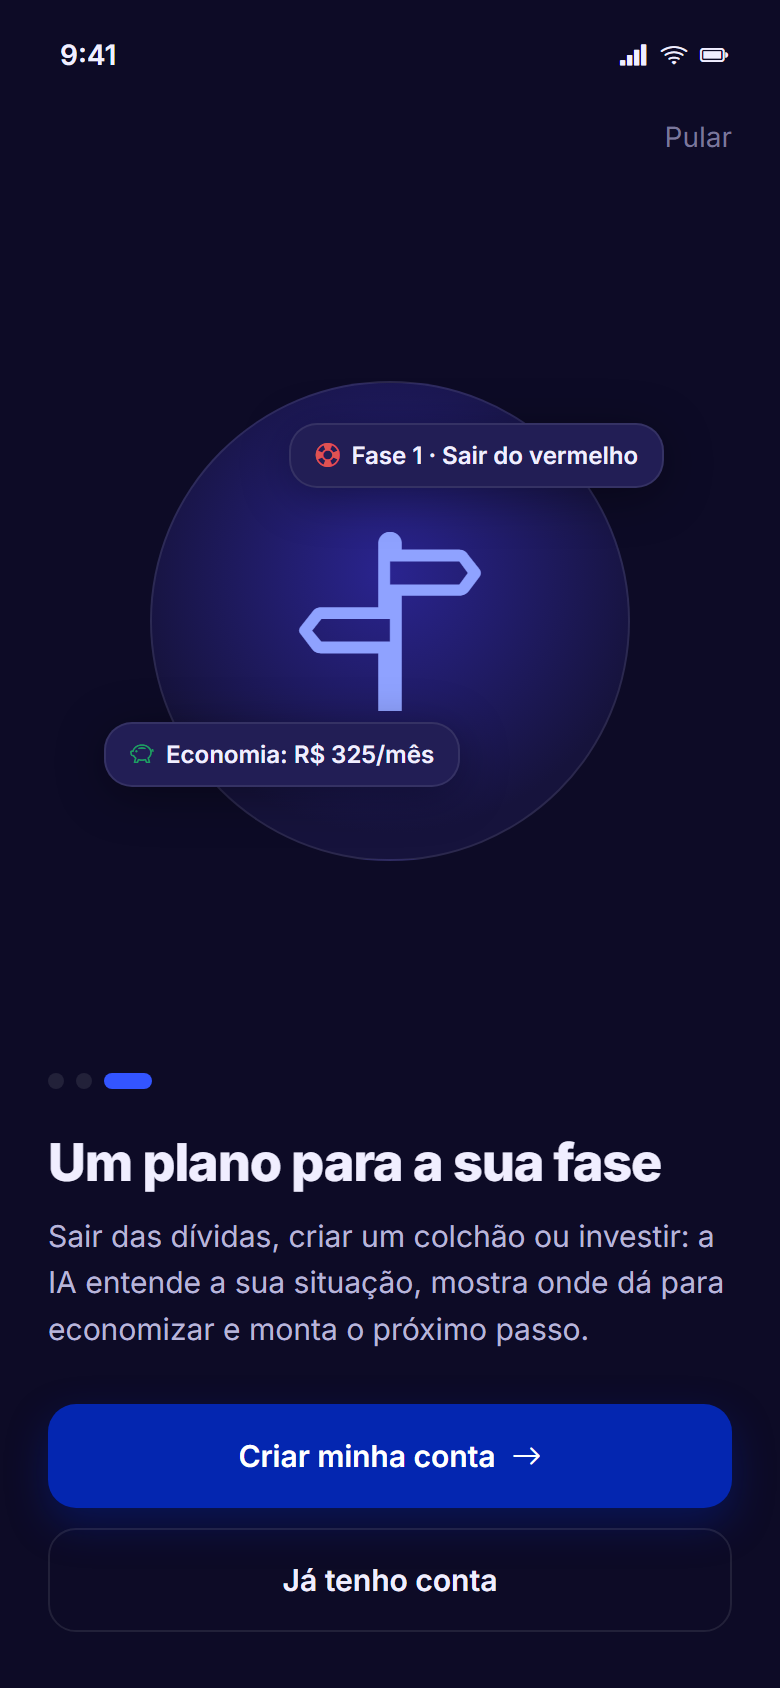 9:41
Pular
Fase 1 · Sair do vermelho
Economia: R$ 325/mês
Um plano para a sua fase
Sair das dívidas, criar um colchão ou investir: a
IA entende a sua situação, mostra onde dá para
economizar e monta o próximo passo.
Criar minha conta →
Já tenho conta